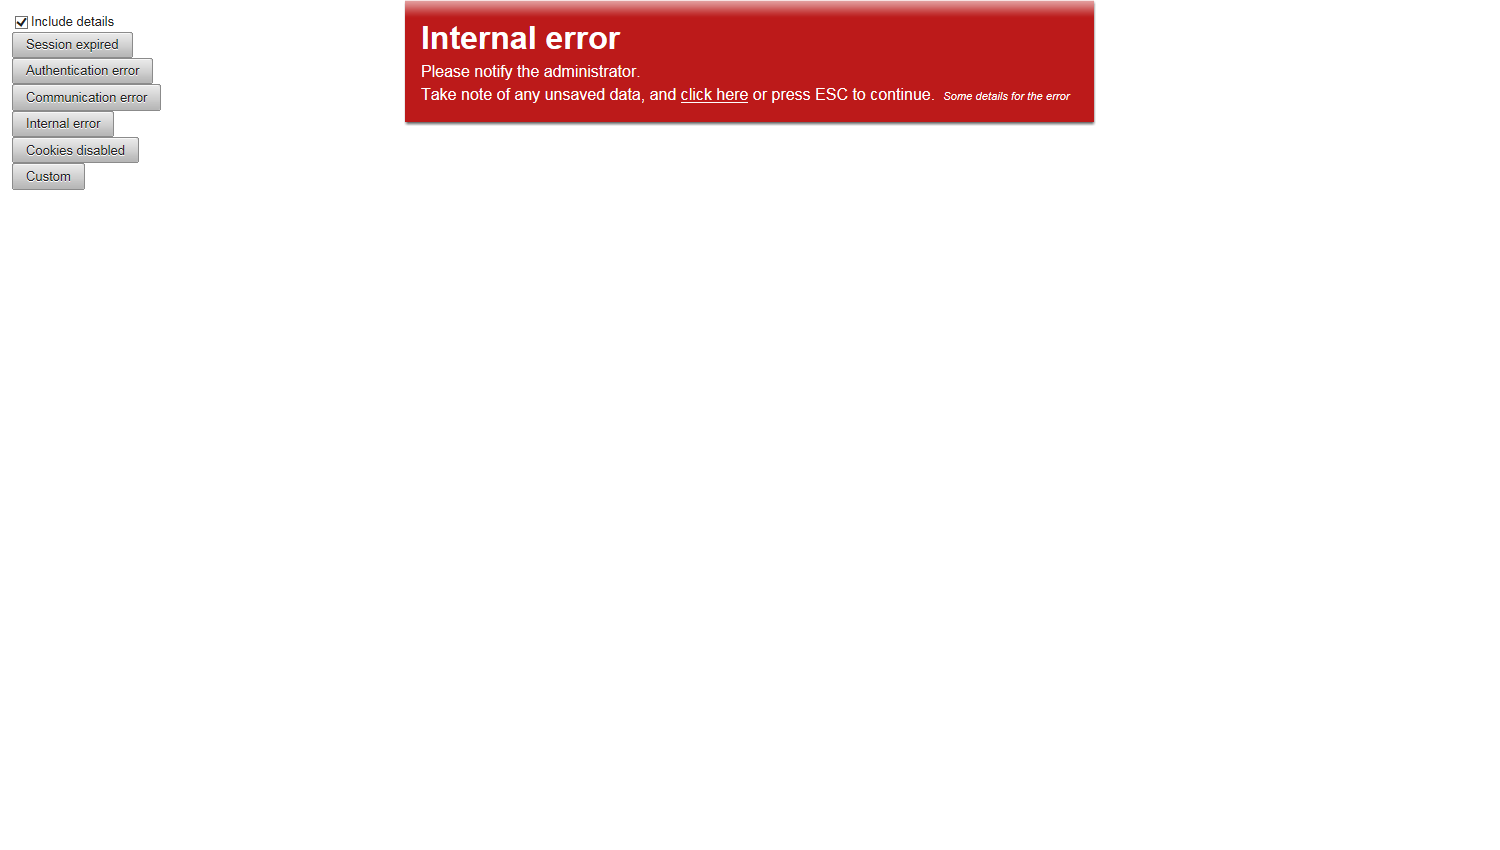 Include details
Session expired
Authentication error
Communication error
Internal error
Cookies disabled
Custom
Internal error
Please notify the administrator.
Take note of any unsaved data, and click here or press ESC to continue. Some details for the error